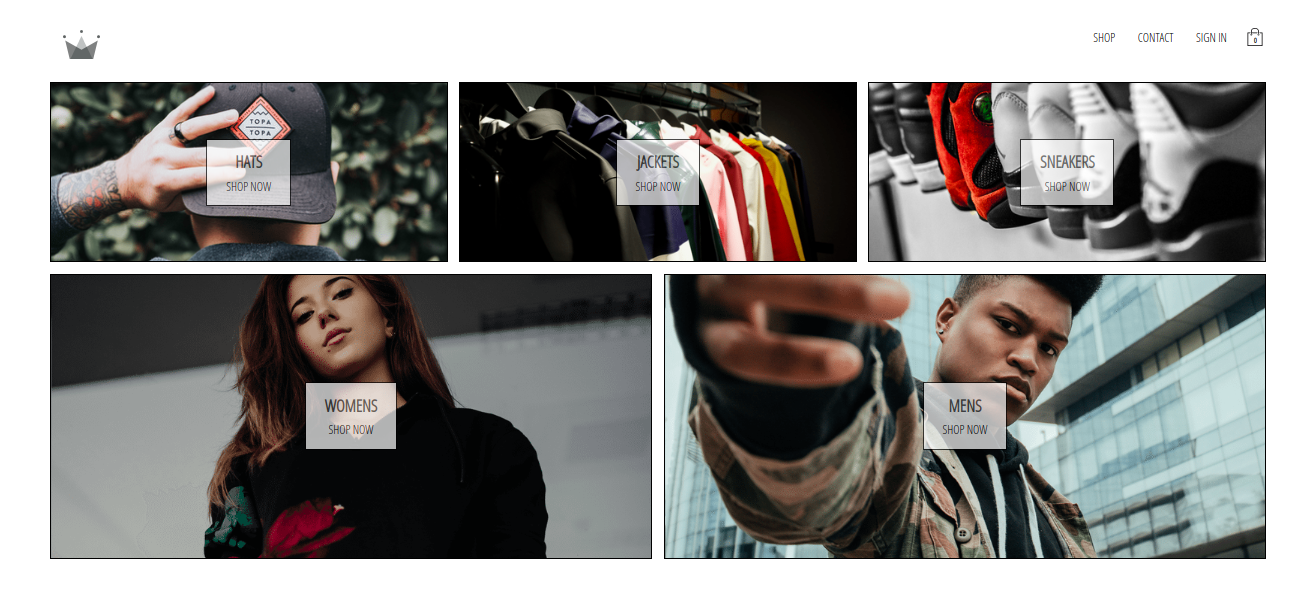 SHOP
CONTACT
SIGN IN
0
TOPA
TOPA
HATS
SHOP NOW
JACKETS
SHOP NOW
SNEAKERS
SHOP NOW
WOMENS
SHOP NOW
MENS
SHOP NOW